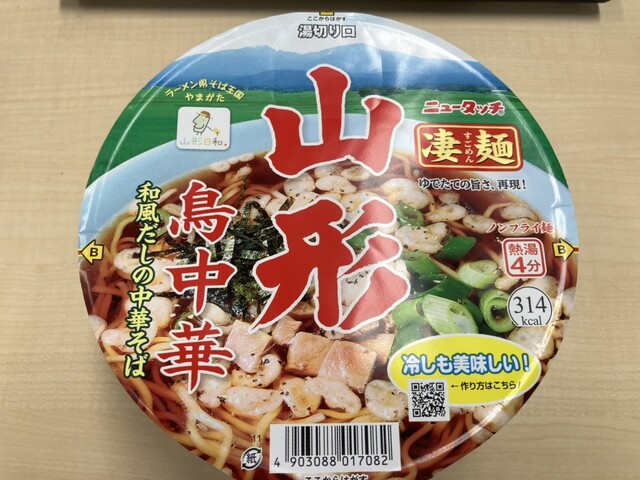 ここからはがす
湯切り口
ラーメン県そば王国
やまがた
山形日和。
山形
鳥中華
和風だしの中華そば
ニュータッチ®
凄麺
すごめん
ゆでたての旨さ、再現!
ノンフライ麺
熱湯
4分
314
kcal
冷しも美味しい!
←作り方はこちら!
B
B
11
紙
4 903088 017082
ここからはがす